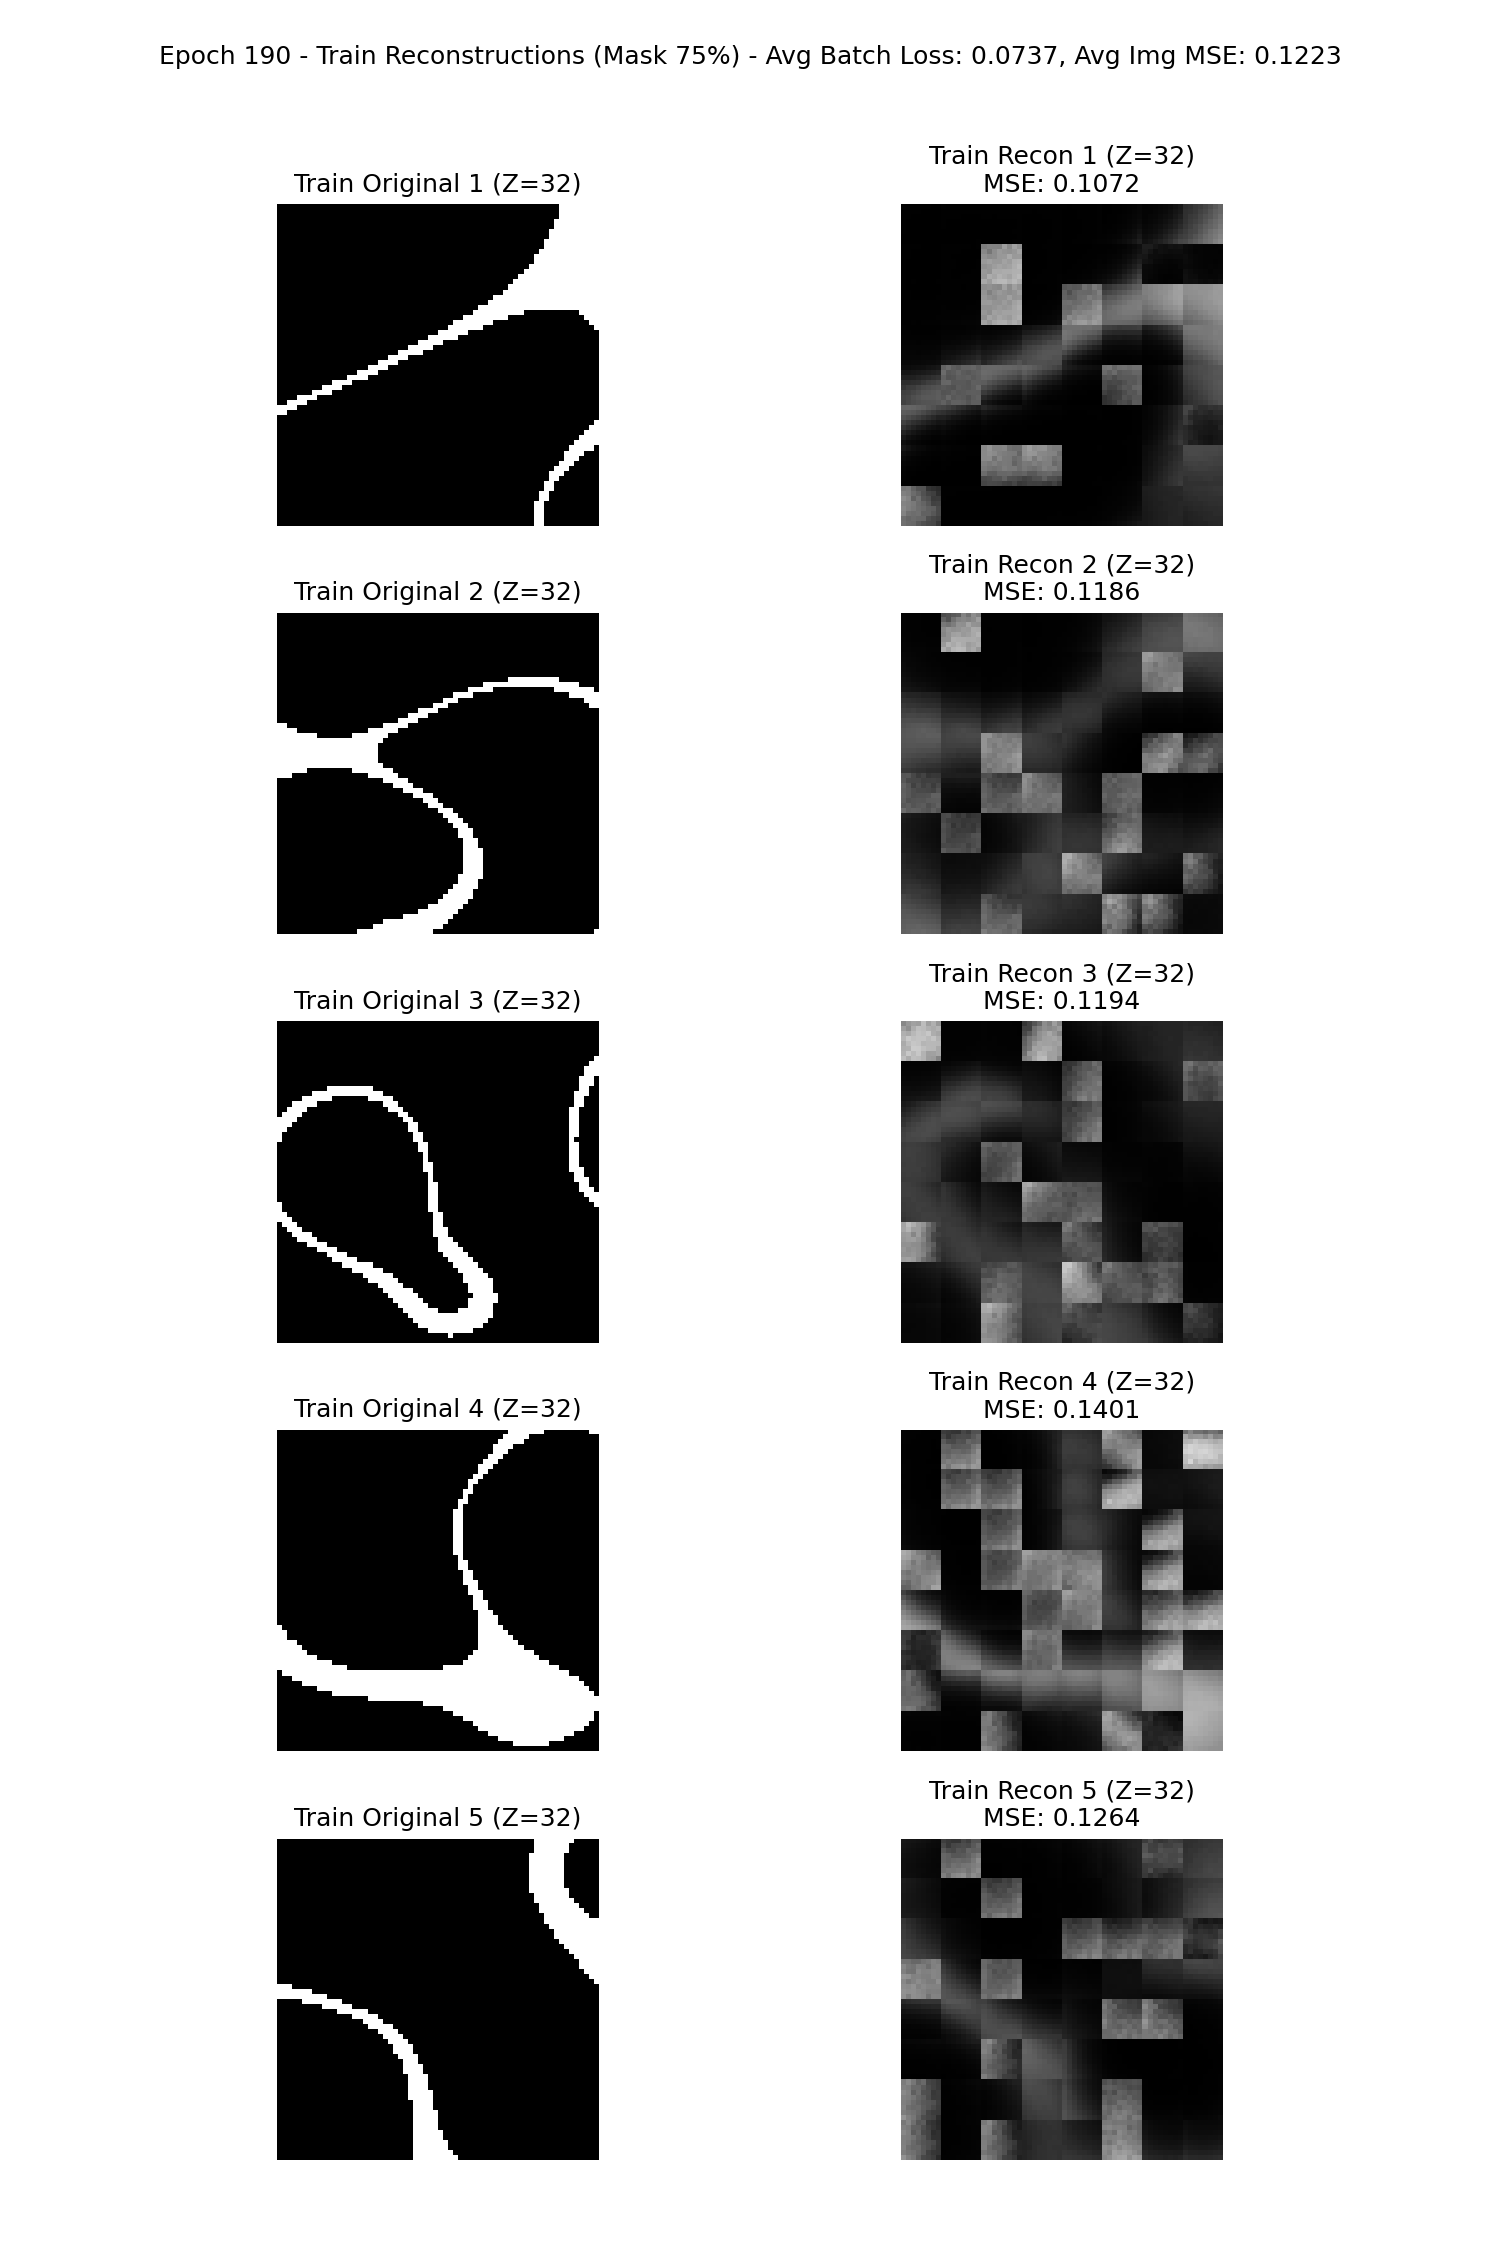 Epoch 190 - Train Reconstructions (Mask 75%) - Avg Batch Loss: 0.0737, Avg Img MSE: 0.1223
Train Original 1 (Z=32)
Train Recon 1 (Z=32)
MSE: 0.1072
Train Original 2 (Z=32)
Train Recon 2 (Z=32)
MSE: 0.1186
Train Original 3 (Z=32)
Train Recon 3 (Z=32)
MSE: 0.1194
Train Original 4 (Z=32)
Train Recon 4 (Z=32)
MSE: 0.1401
Train Original 5 (Z=32)
Train Recon 5 (Z=32)
MSE: 0.1264